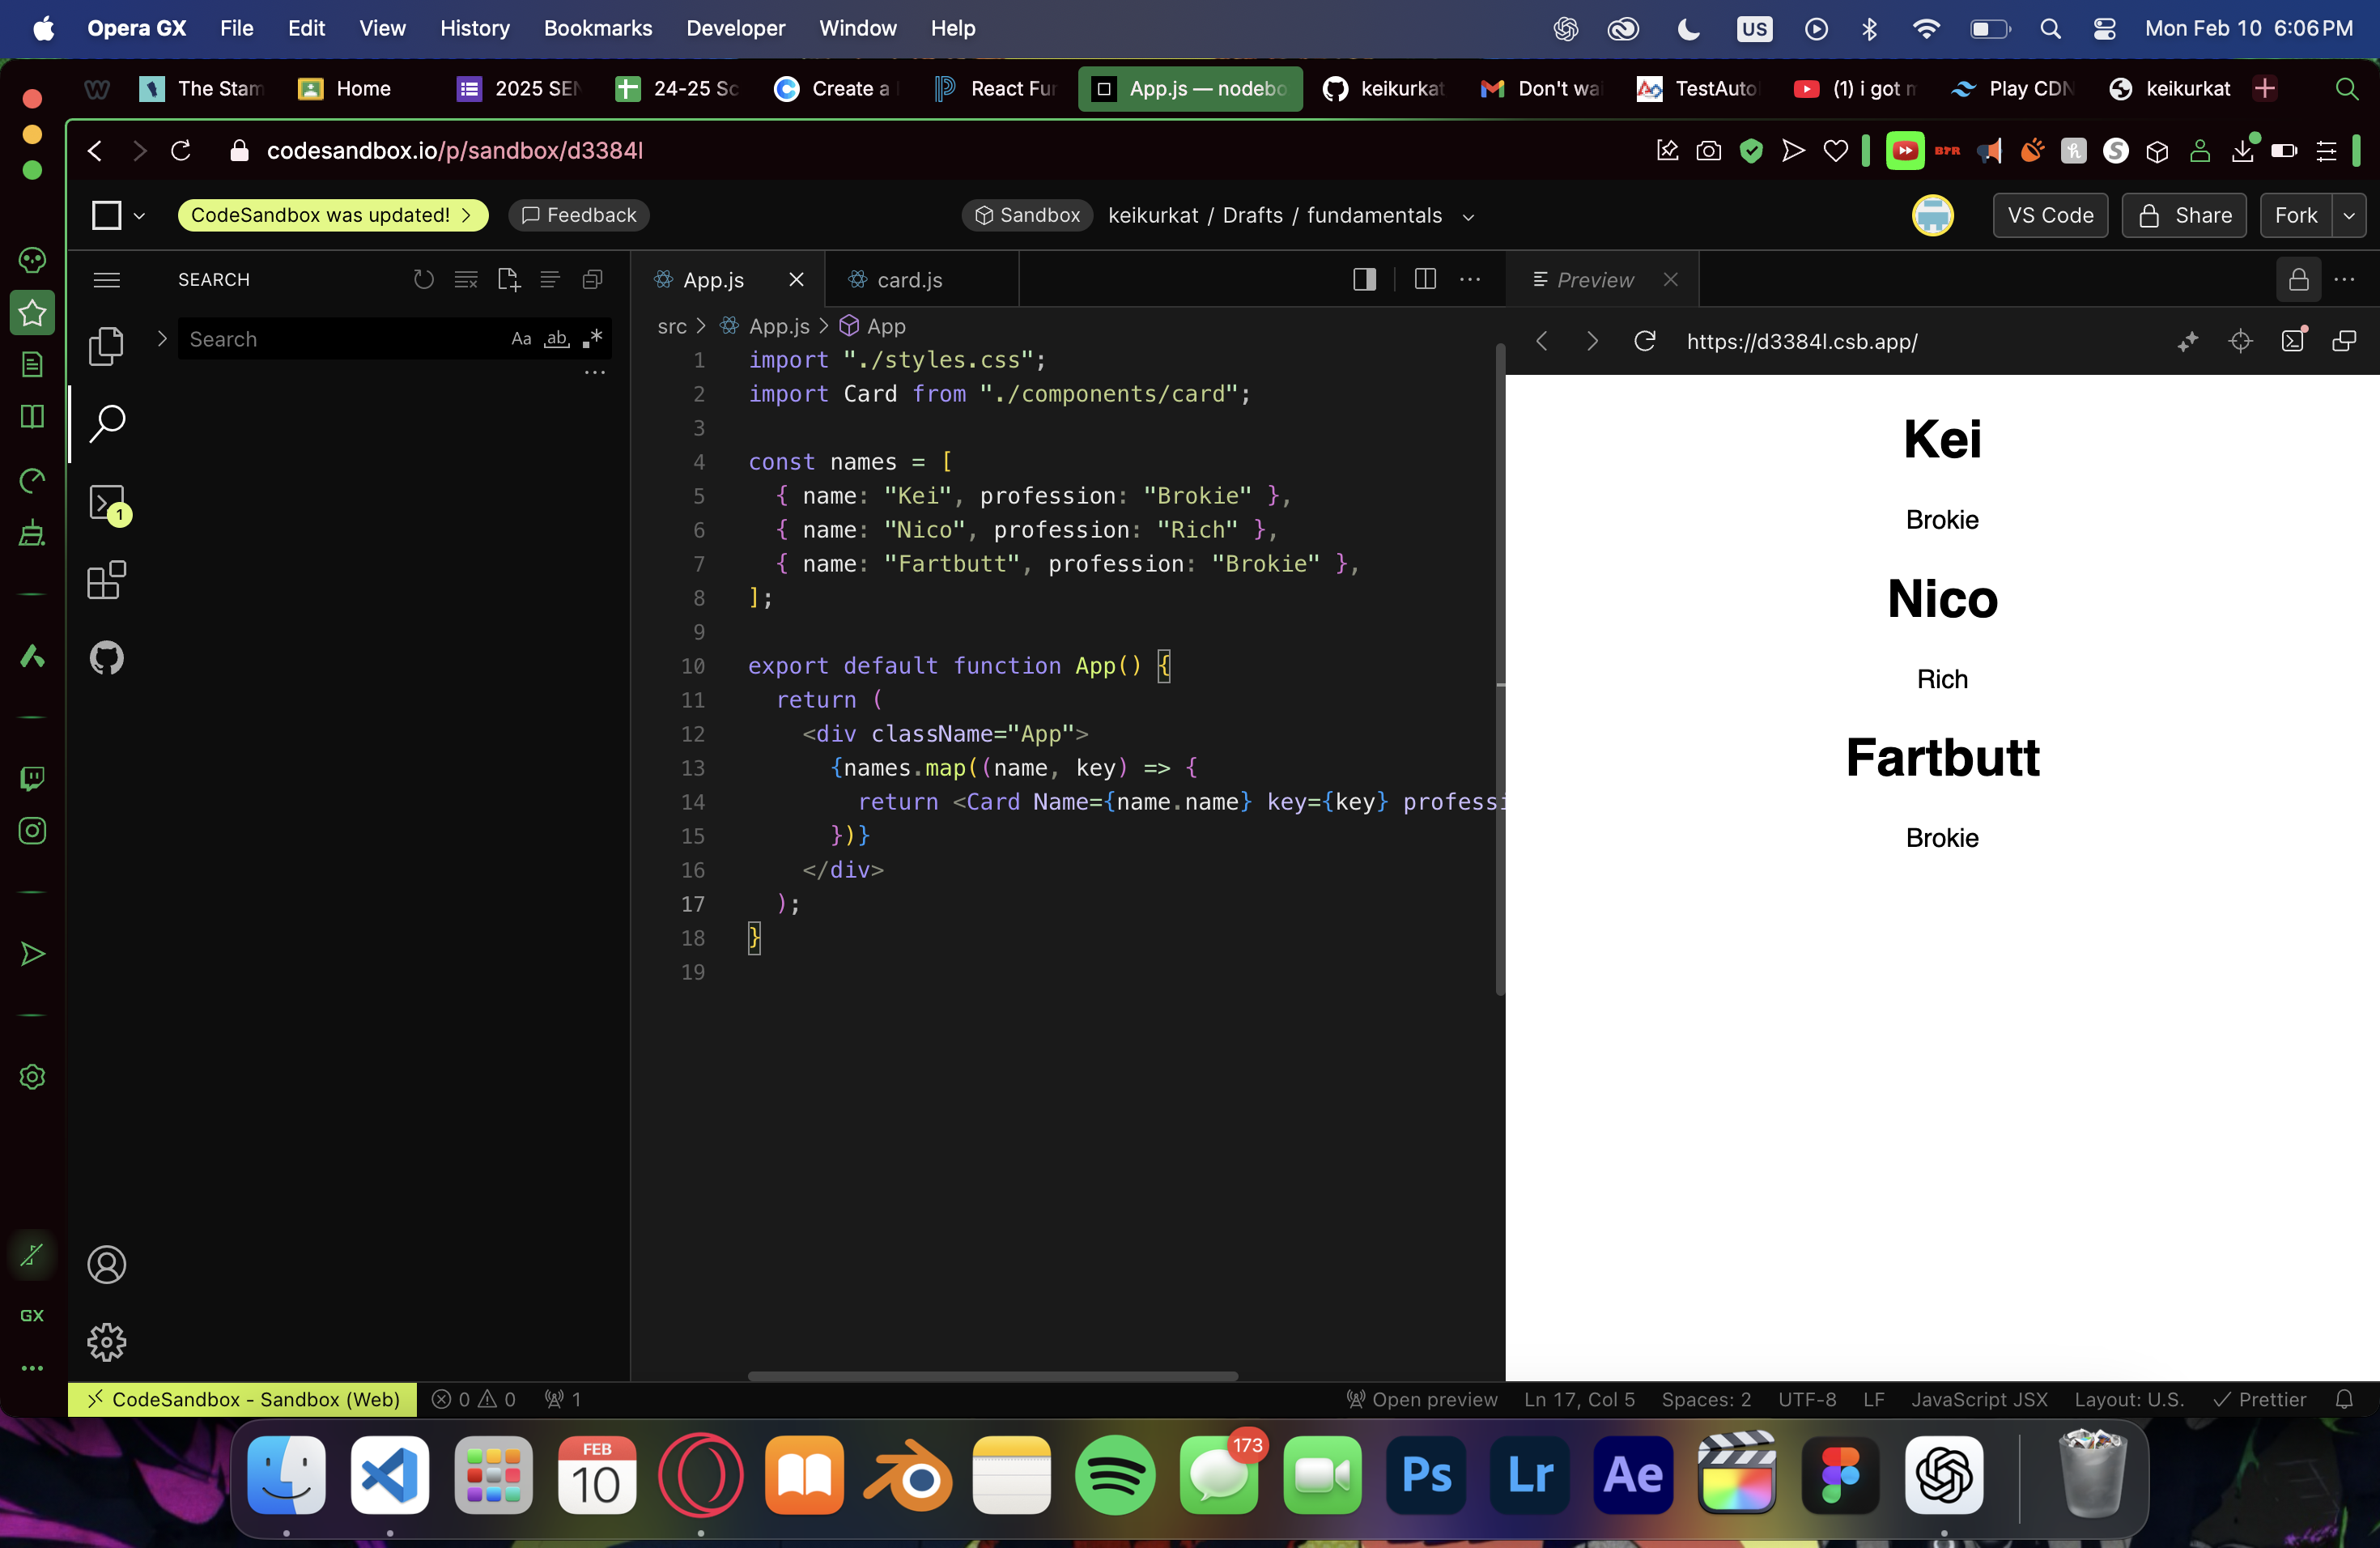 Opera GX File Edit View History Bookmarks Developer Window Help US Mon Feb 10 6:06 PM
The Stam Home 2025 SEN 24-25 Sc Create a React Fur App.js — nodebo keikurkat Don't wa TestAuto (1) i got Play CDN keikurkat
codesandbox.io/p/sandbox/d3384l
CodeSandbox was updated! Feedback Sandbox keikurkat / Drafts / fundamentals VS Code Share Fork
SEARCH
Search Aa ab
1
App.js card.js
src App.js App
1 import "./styles.css";
2 import Card from "./components/card";
3
4 const names = [
5 { name: "Kei", profession: "Brokie" },
6 { name: "Nico", profession: "Rich" },
7 { name: "Fartbutt", profession: "Brokie" },
8 ];
9
10 export default function App() {
11 return (
12 <div className="App">
13 {names.map((name, key) => {
14 return <Card Name={name.name} key={key} professi
15 })}
16 </div>
17 );
18 }
19
Preview
https://d3384l.csb.app/
Kei
Brokie
Nico
Rich
Fartbutt
Brokie
GX
CodeSandbox - Sandbox (Web) 0 0 1 Open preview Ln 17, Col 5 Spaces: 2 UTF-8 LF JavaScript JSX Layout: U.S. Prettier
FEB
10
173
Ps Lr Ae